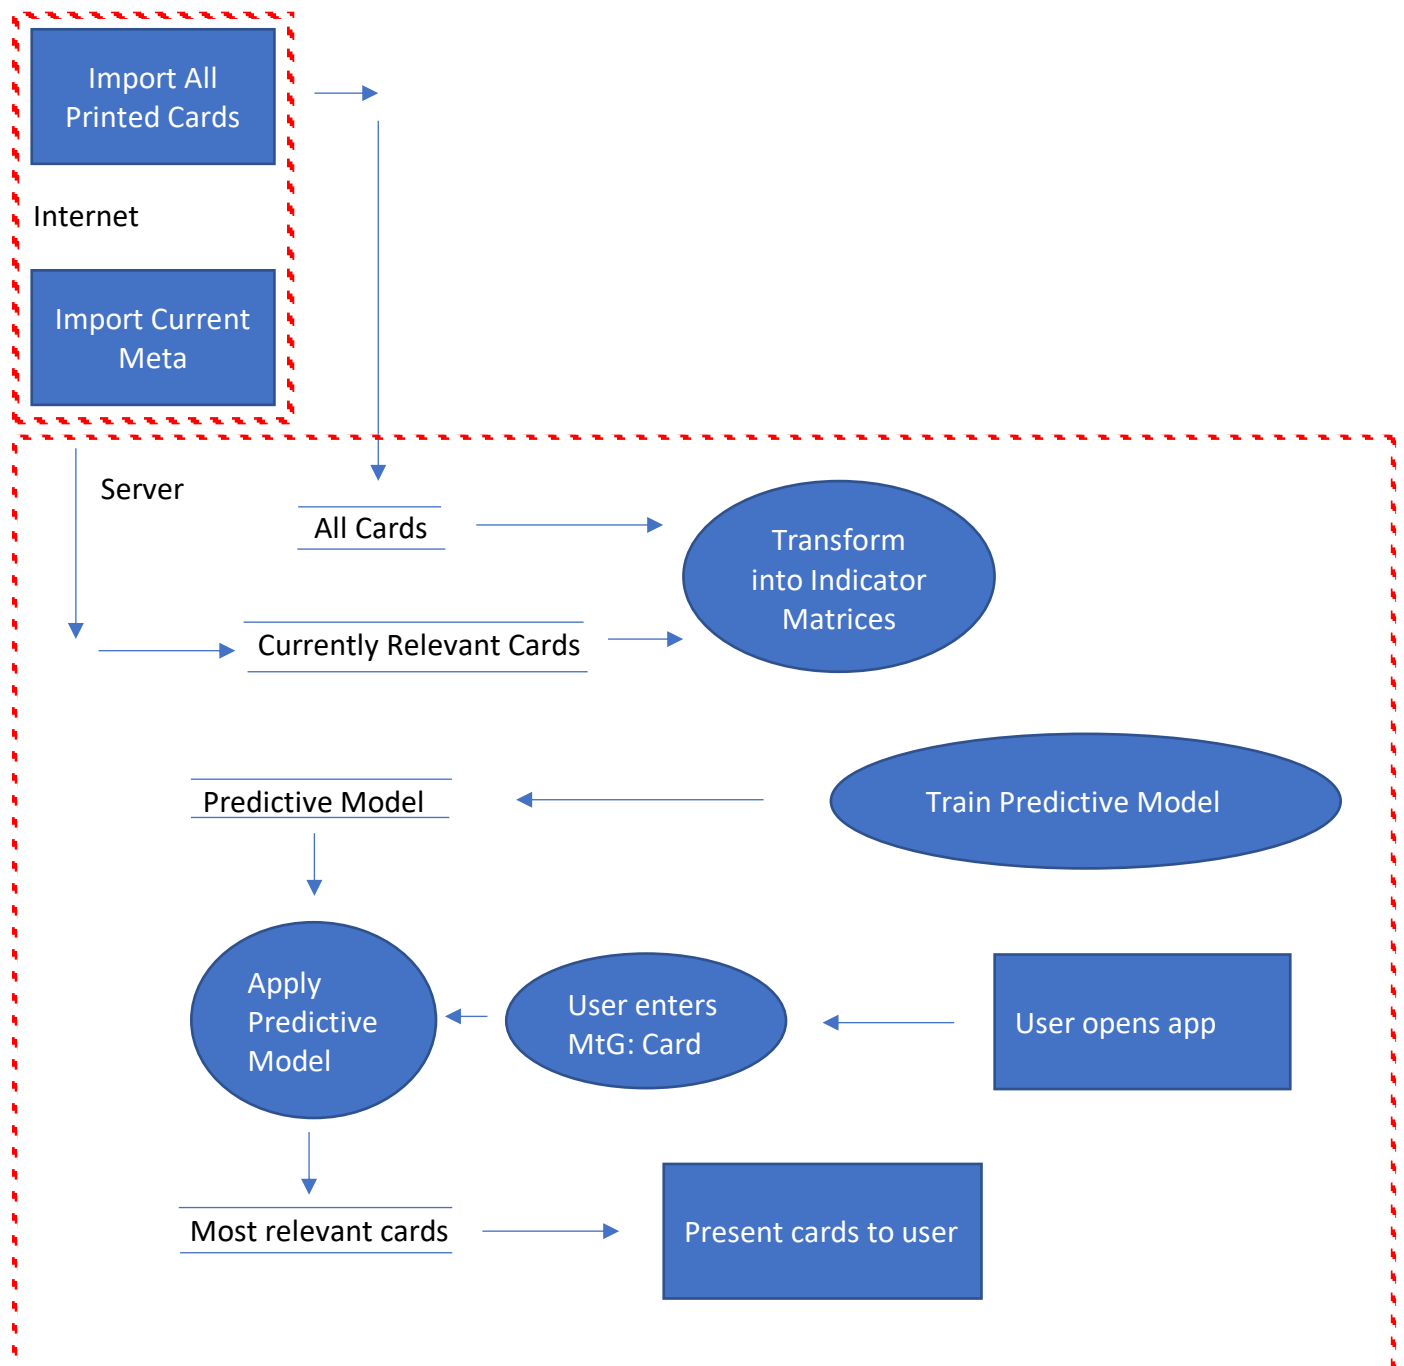 Import All
Printed Cards
Internet
Import Current
Meta
Server
All Cards
Transform
into Indicator
Matrices
Currently Relevant Cards
Predictive Model
Train Predictive Model
Apply
Predictive
Model
User enters
MtG: Card
User opens app
Most relevant cards
Present cards to user